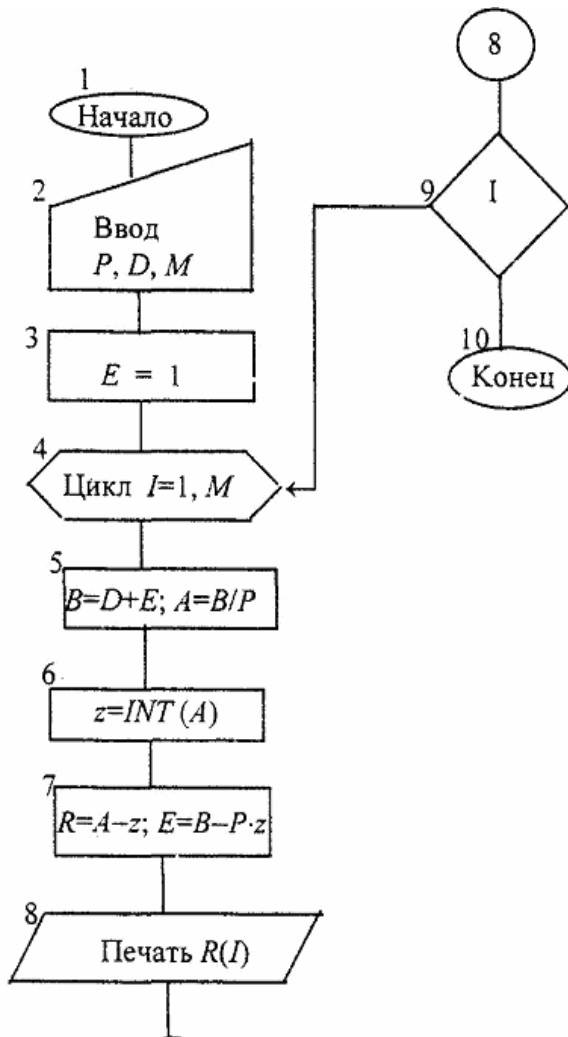 1
Начало
2
Ввод
P, D, M
3
E = 1
4
Цикл I=1, M
5
B=D+E; A=B/P
6
z=INT (A)
7
R=A–z; E=B–P·z
8
Печать R(I)
8
9
I
10
Конец